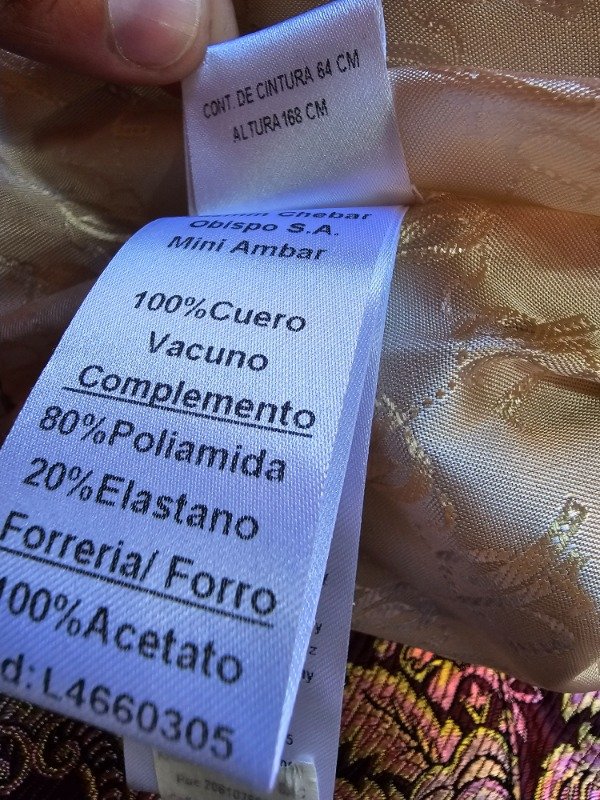 CONT. DE CINTURA 64 CM
ALTURA 168 CM
Chebar
Obispo S.A.
Mini Ambar
100%Cuero
Vacuno
Complemento
80%Poliamida
20%Elastano
Forreria/ Forro
100%Acetato
d: L4660305